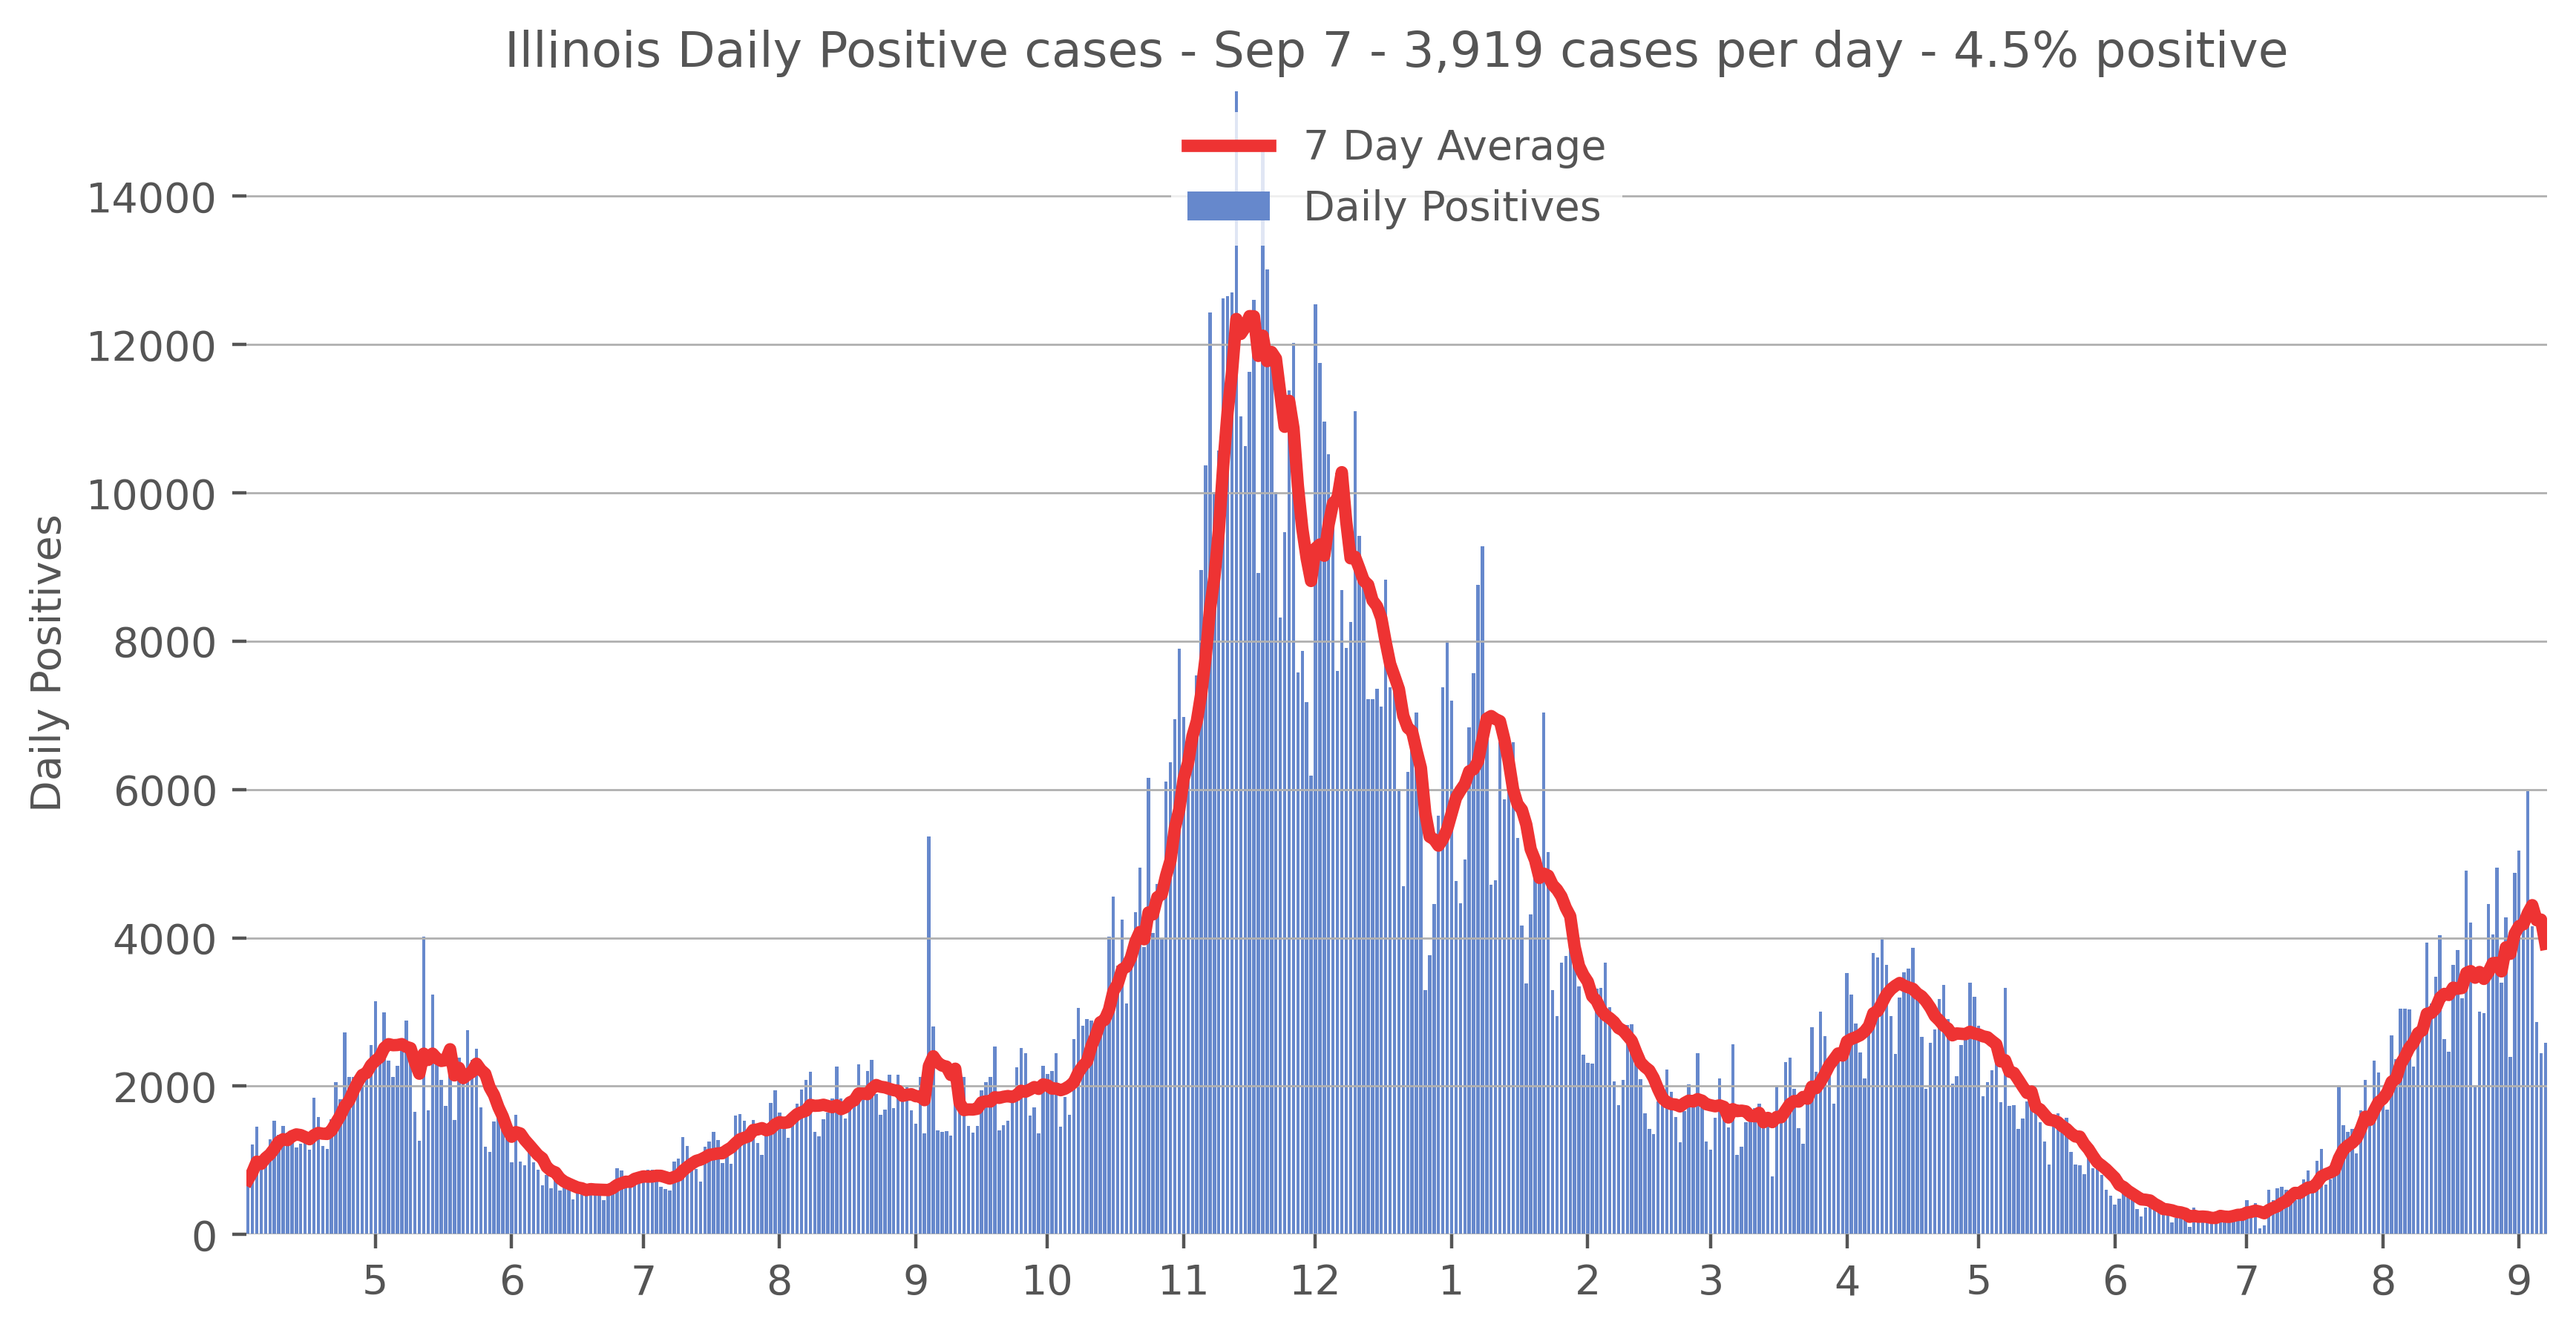 Illinois Daily Positive cases - Sep 7 - 3,919 cases per day - 4.5% positive
7 Day Average
Daily Positives
14000
12000
10000
8000
6000
4000
2000
0
Daily Positives
5 6 7 8 9 10 11 12 1 2 3 4 5 6 7 8 9